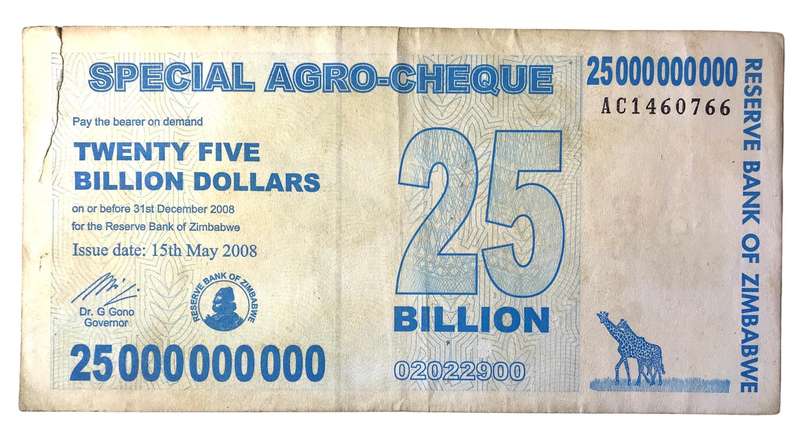 SPECIAL AGRO-CHEQUE
25000000000
AC1460766
Pay the bearer on demand
TWENTY FIVE
BILLION DOLLARS
on or before 31st December 2008
for the Reserve Bank of Zimbabwe
Issue date: 15th May 2008
25
BILLION
Dr. G Gono
Governor
RESERVE BANK OF ZIMBABWE
25000000000
02022900
RESERVE BANK OF ZIMBABWE